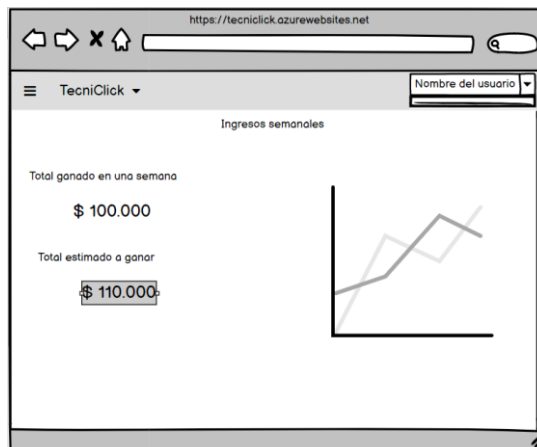 https://tecniclick.azurewebsites.net
TecniClick
Nombre del usuario
Ingresos semanales
Total ganado en una semana
$ 100.000
Total estimado a ganar
$ 110.000